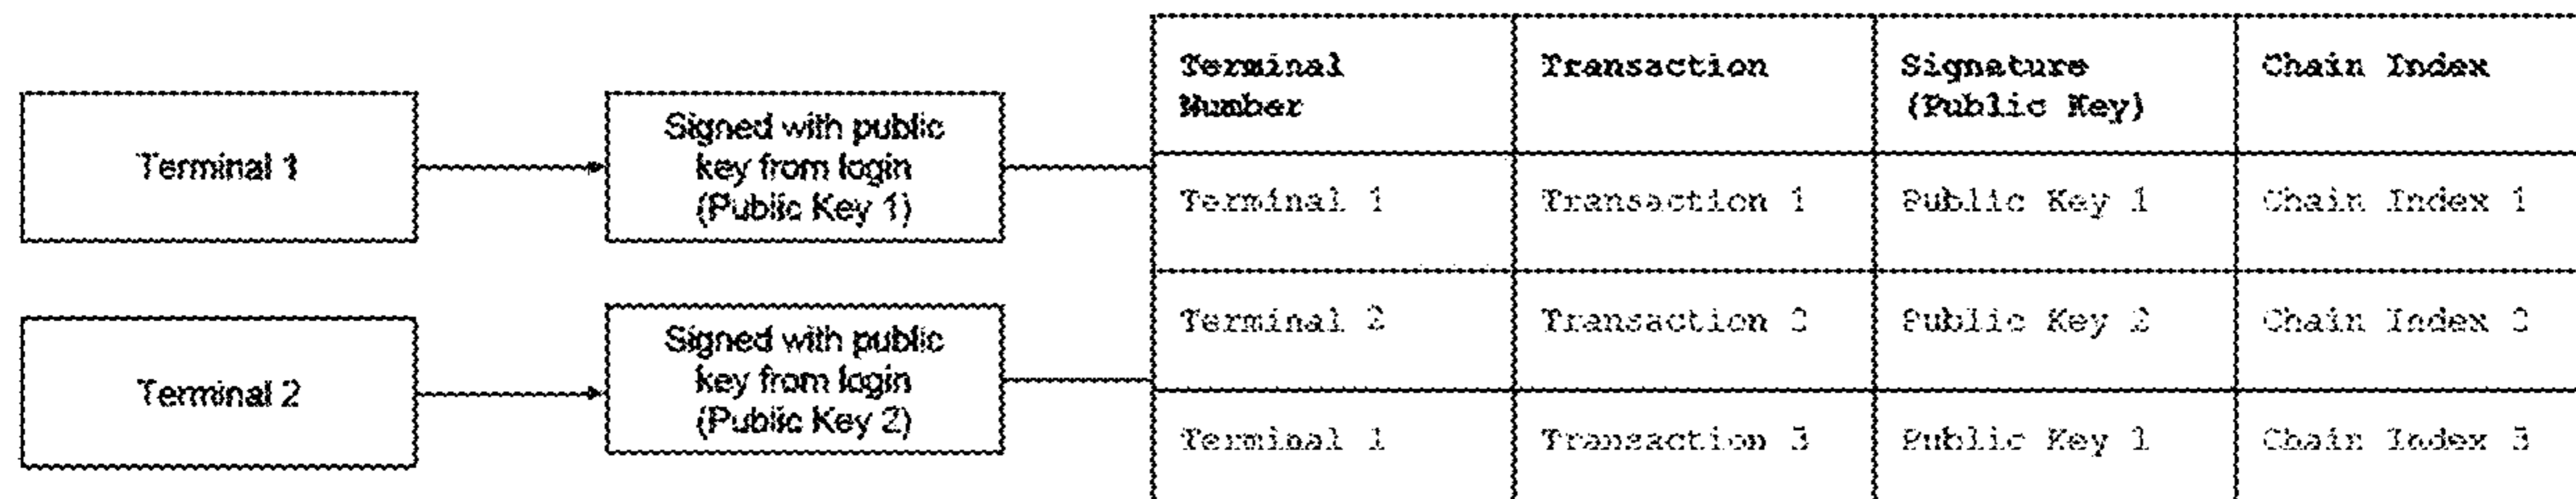 Terminal 1
Signed with public
key from login
(Public Key 1)
Terminal 2
Signed with public
key from login
(Public Key 2)
Terminal
Number
Transaction
Signature
(Public Key)
Chain Index
Terminal 1
Transaction 1
Public Key 1
Chain Index 1
Terminal 2
Transaction 2
Public Key 2
Chain Index 2
Terminal 1
Transaction 3
Public Key 1
Chain Index 3